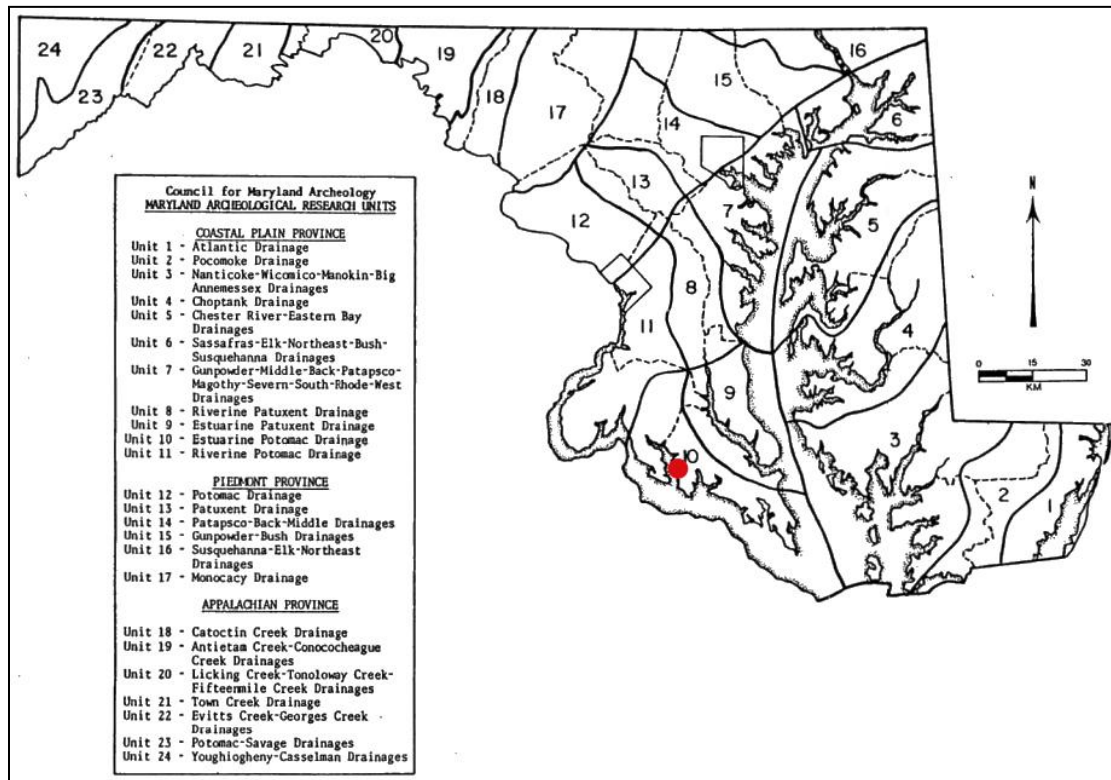 24
22
21
20
19
18
17
16
15
14
6
23
13
7
5
12
8
11
4
9
3
10
2
1
N
0 15 30
KM
Council for Maryland Archeology
MARYLAND ARCHEOLOGICAL RESEARCH UNITS
COASTAL PLAIN PROVINCE
Unit 1 - Atlantic Drainage
Unit 2 - Pocomoke Drainage
Unit 3 - Nanticoke-Wicomico-Manokin-Big
Annemessex Drainages
Unit 4 - Choptank Drainage
Unit 5 - Chester River-Eastern Bay
Drainages
Unit 6 - Sassafras-Elk-Northeast-Bush-
Susquehanna Drainages
Unit 7 - Gunpowder-Middle-Back-Patapsco-
Magothy-Severn-South-Rhode-West
Drainages
Unit 8 - Riverine Patuxent Drainage
Unit 9 - Estuarine Patuxent Drainage
Unit 10 - Estuarine Potomac Drainage
Unit 11 - Riverine Potomac Drainage
PIEDMONT PROVINCE
Unit 12 - Potomac Drainage
Unit 13 - Patuxent Drainage
Unit 14 - Patapsco-Back-Middle Drainages
Unit 15 - Gunpowder-Bush Drainages
Unit 16 - Susquehanna-Elk-Northeast
Drainages
Unit 17 - Monocacy Drainage
APPALACHIAN PROVINCE
Unit 18 - Catoctin Creek Drainage
Unit 19 - Antietam Creek-Conococheague
Creek Drainages
Unit 20 - Licking Creek-Tonoloway Creek-
Fifteenmile Creek Drainages
Unit 21 - Town Creek Drainage
Unit 22 - Evitts Creek-Georges Creek
Drainages
Unit 23 - Potomac-Savage Drainages
Unit 24 - Youghiogheny-Casselman Drainages